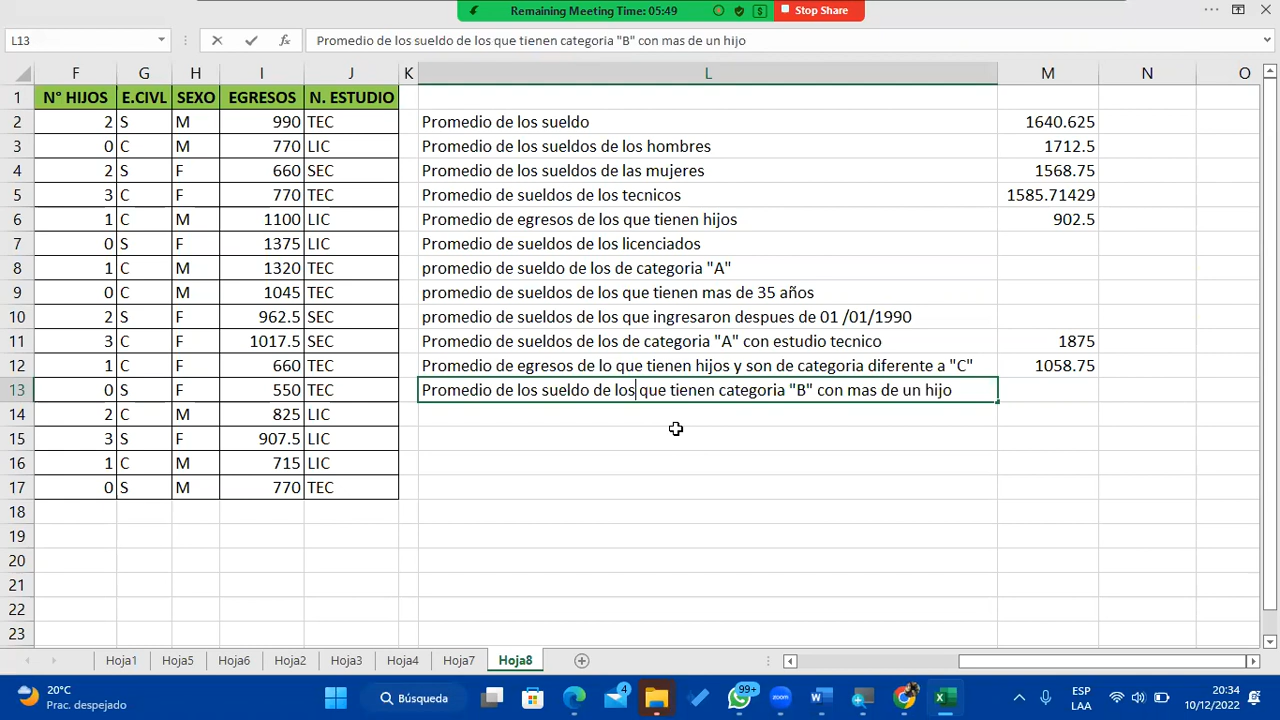 Remaining Meeting Time: 05:49 Stop Share
L13 fx Promedio de los sueldo de los que tienen categoria "B" con mas de un hijo
F G H I J K L M N O
1 N° HIJOS E.CIVL SEXO EGRESOS N. ESTUDIO
2 2 S M 990 TEC Promedio de los sueldo 1640.625
3 0 C M 770 LIC Promedio de los sueldos de los hombres 1712.5
4 2 S F 660 SEC Promedio de los sueldos de las mujeres 1568.75
5 3 C F 770 TEC Promedio de sueldos de los tecnicos 1585.71429
6 1 C M 1100 LIC Promedio de egresos de los que tienen hijos 902.5
7 0 S F 1375 LIC Promedio de sueldos de los licenciados
8 1 C M 1320 TEC promedio de sueldo de los de categoria "A"
9 0 C M 1045 TEC promedio de sueldos de los que tienen mas de 35 años
10 2 S F 962.5 SEC promedio de sueldos de los que ingresaron despues de 01 /01/1990
11 3 C F 1017.5 SEC Promedio de sueldos de los de categoria "A" con estudio tecnico 1875
12 1 C F 660 TEC Promedio de egresos de lo que tienen hijos y son de categoria diferente a "C" 1058.75
13 0 S F 550 TEC Promedio de los sueldo de los que tienen categoria "B" con mas de un hijo
14 2 C M 825 LIC
15 3 S F 907.5 LIC
16 1 C M 715 LIC
17 0 S M 770 TEC
18
19
20
21
22
23
Hoja1 Hoja5 Hoja6 Hoja2 Hoja3 Hoja4 Hoja7 Hoja8
20°C Prac. despejado Búsqueda 4 99+ zoom ESP LAA 20:34 10/12/2022